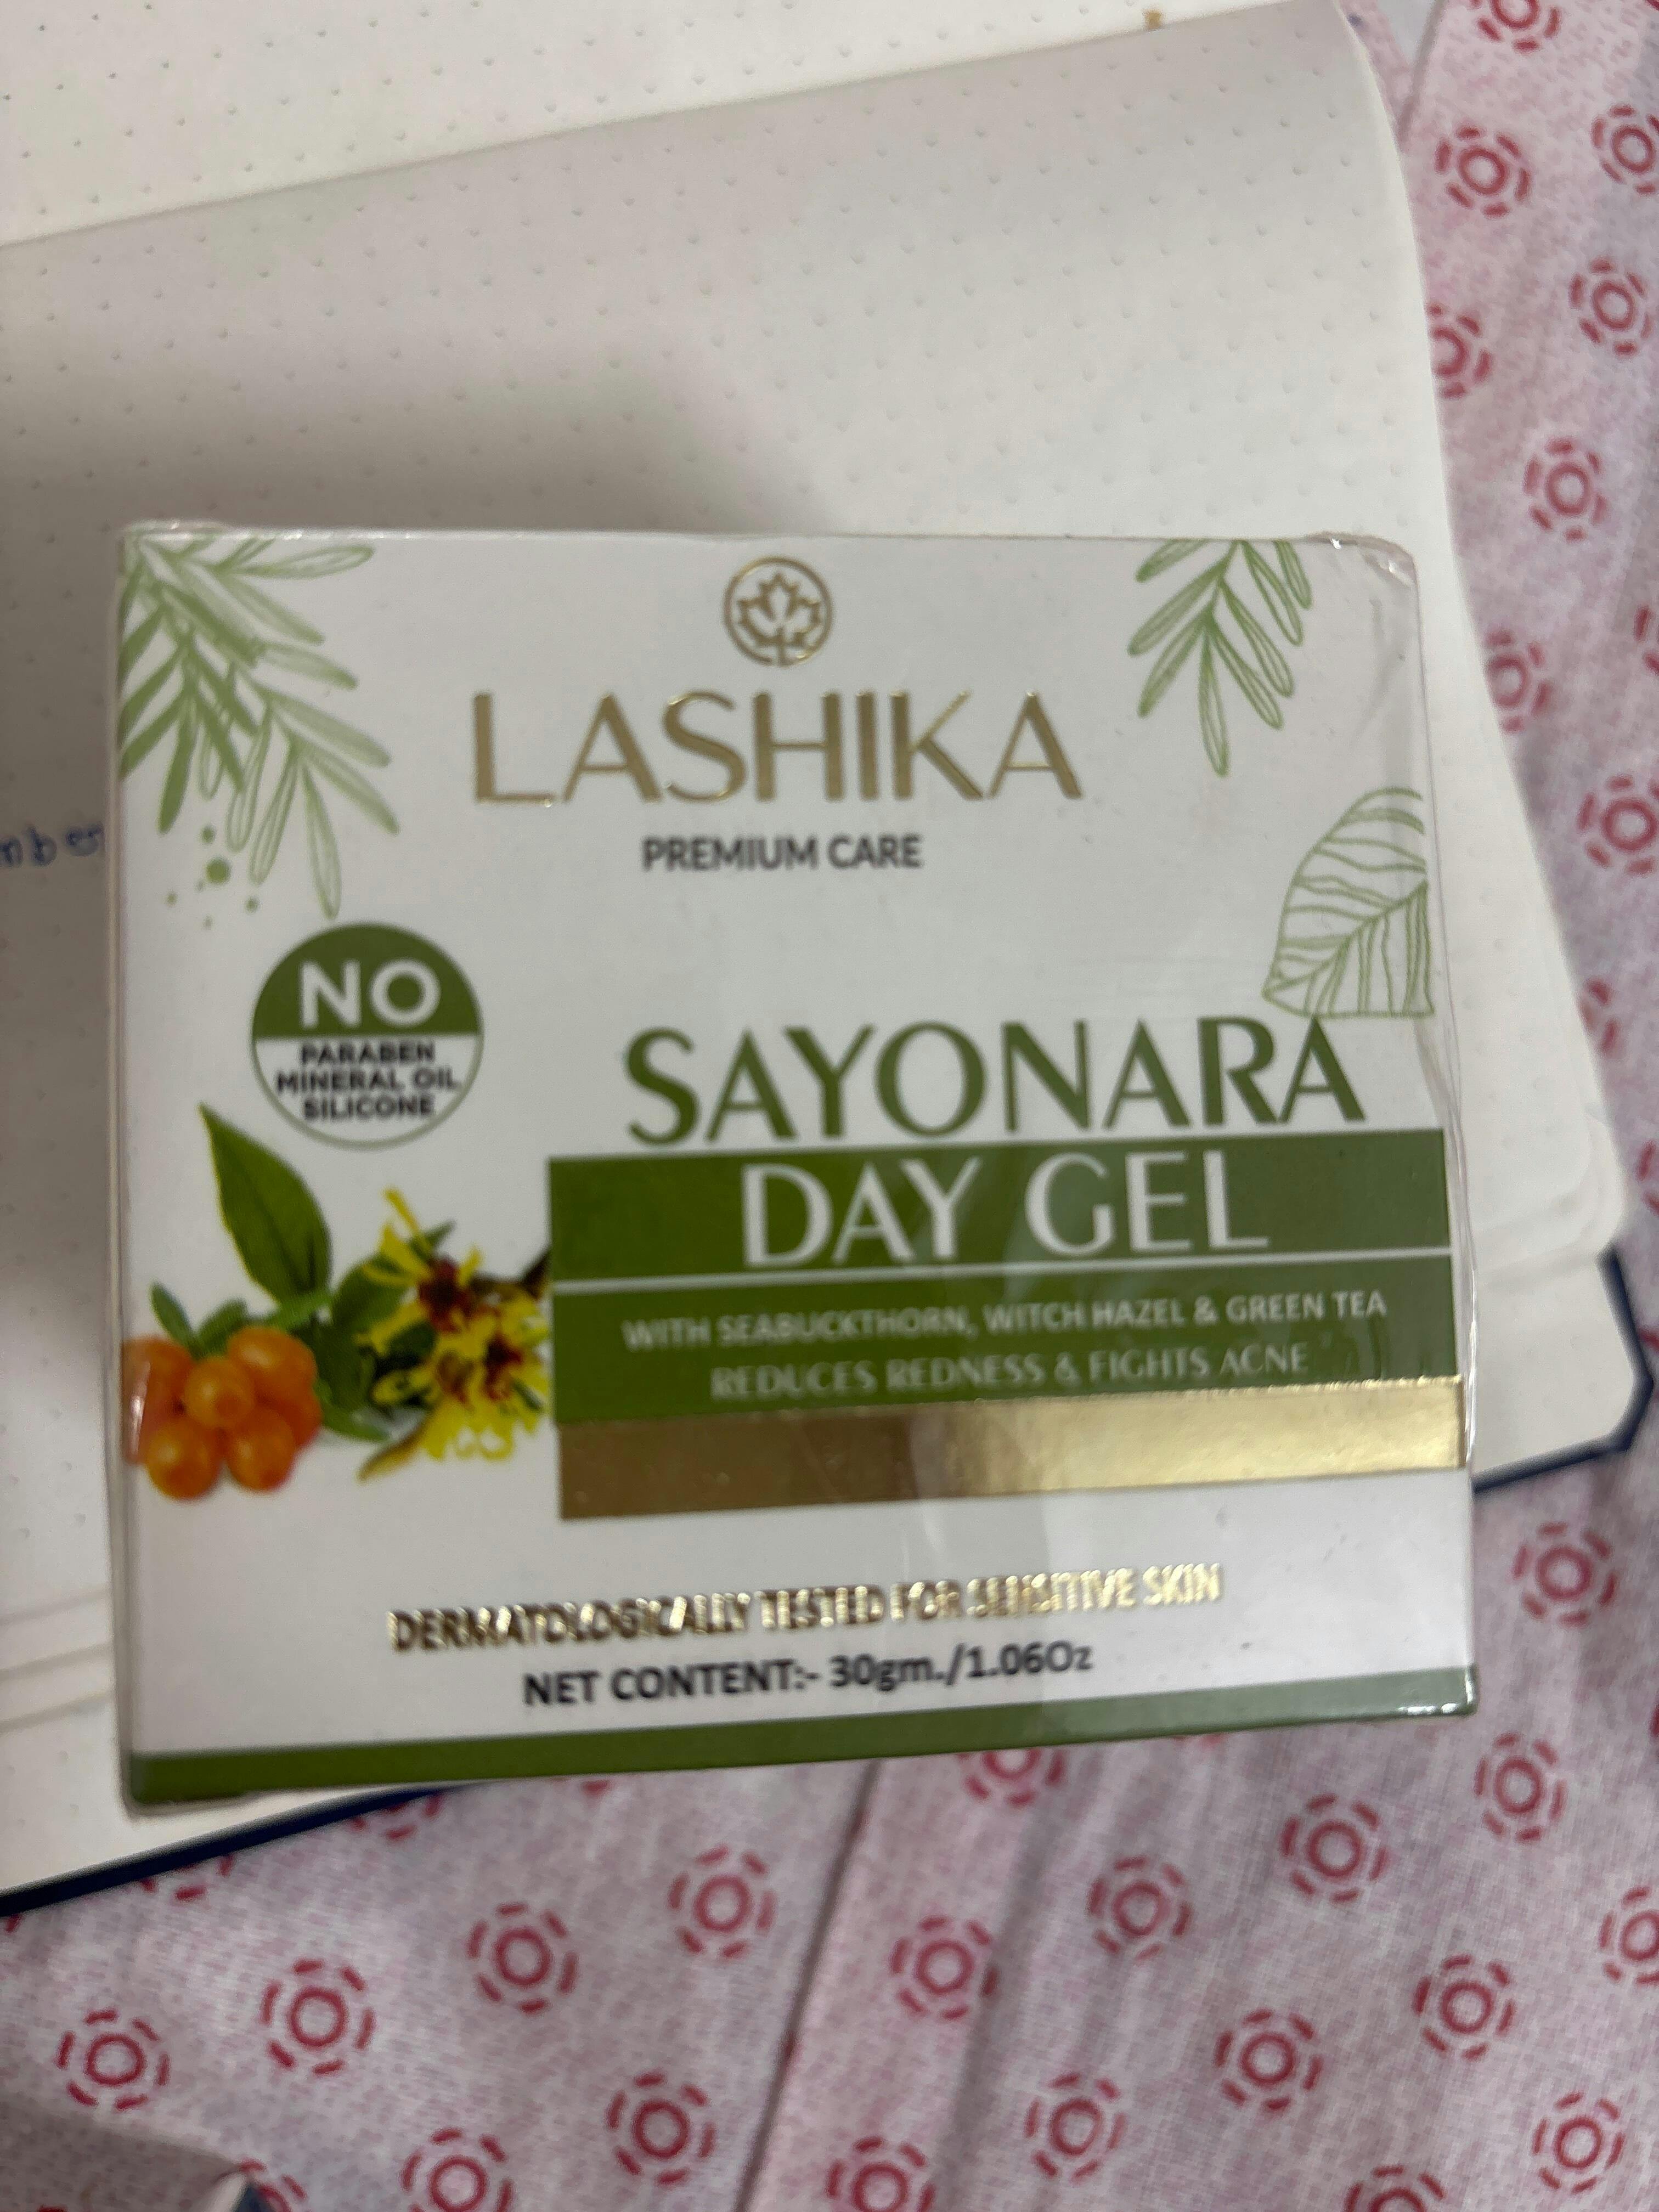 LASHIKA
PREMIUM CARE
NO
PARABEN
MINERAL OIL
SILICONE
SAYONARA
DAY GEL
WITH SEABUCKTHORN, WITCH HAZEL & GREEN TEA
REDUCES REDNESS & FIGHTS ACNE
DERMATOLOGICALLY TESTED FOR SENSITIVE SKIN
NET CONTENT:- 30gm./1.06Oz